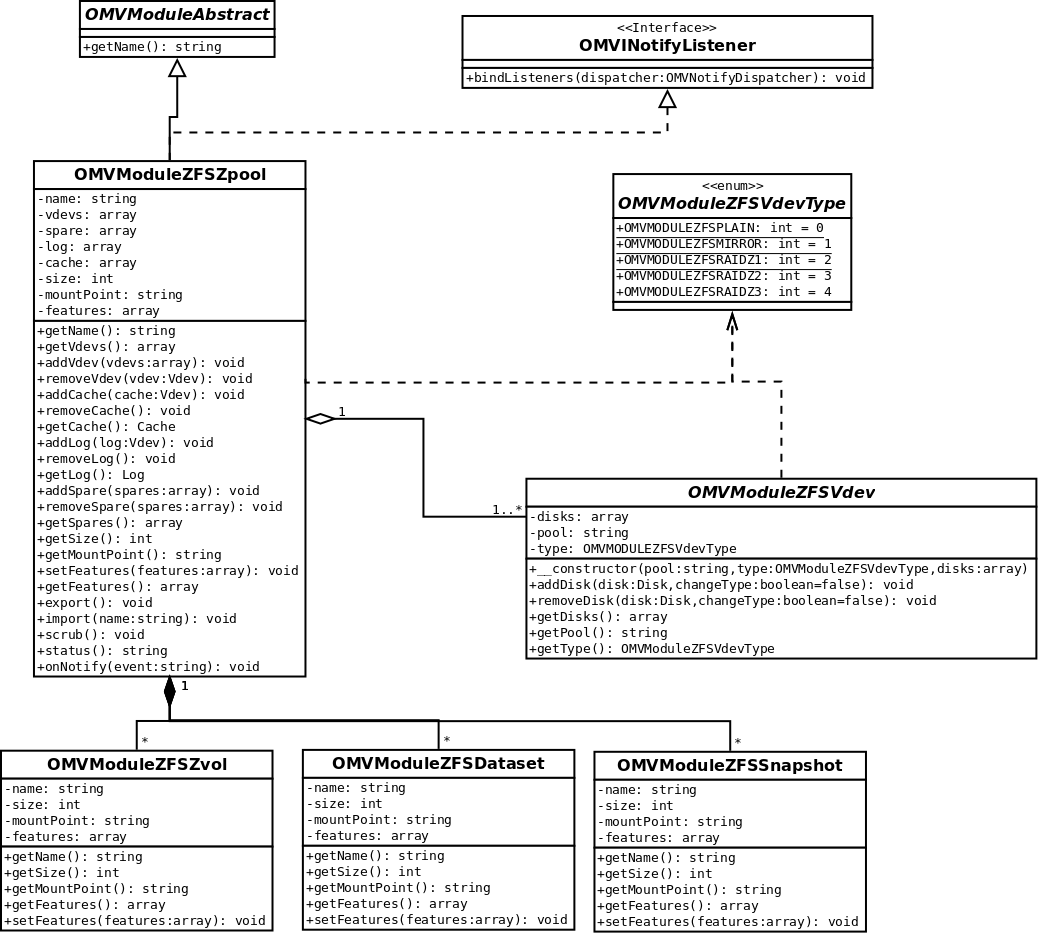 OMVModuleAbstract
+getName(): string
<<Interface>>
OMVINotifyListener
+bindListeners(dispatcher:OMVNotifyDispatcher): void
OMVModuleZFSZpool
-name: string
-vdevs: array
-spare: array
-log: array
-cache: array
-size: int
-mountPoint: string
-features: array
+getName(): string
+getVdevs(): array
+addVdev(vdevs:array): void
+removeVdev(vdev:Vdev): void
+addCache(cache:Vdev): void
+removeCache(): void
+getCache(): Cache
+addLog(log:Vdev): void
+removeLog(): void
+getLog(): Log
+addSpare(spares:array): void
+removeSpare(spares:array): void
+getSpares(): array
+getSize(): int
+getMountPoint(): string
+setFeatures(features:array): void
+getFeatures(): array
+export(): void
+import(name:string): void
+scrub(): void
+status(): string
+onNotify(event:string): void
<<enum>>
OMVModuleZFSVdevType
+OMVMODULEZFSPLAIN: int = 0
+OMVMODULEZFSMIRROR: int = 1
+OMVMODULEZFSRAIDZ1: int = 2
+OMVMODULEZFSRAIDZ2: int = 3
+OMVMODULEZFSRAIDZ3: int = 4
1
1..*
OMVModuleZFSVdev
-disks: array
-pool: string
-type: OMVMODULEZFSVdevType
+__constructor(pool:string,type:OMVModuleZFSVdevType,disks:array)
+addDisk(disk:Disk,changeType:boolean=false): void
+removeDisk(disk:Disk,changeType:boolean=false): void
+getDisks(): array
+getPool(): string
+getType(): OMVModuleZFSVdevType
1
*
*
*
OMVModuleZFSZvol
-name: string
-size: int
-mountPoint: string
-features: array
+getName(): string
+getSize(): int
+getMountPoint(): string
+getFeatures(): array
+setFeatures(features:array): void
OMVModuleZFSDataset
-name: string
-size: int
-mountPoint: string
-features: array
+getName(): string
+getSize(): int
+getMountPoint(): string
+getFeatures(): array
+setFeatures(features:array): void
OMVModuleZFSSnapshot
-name: string
-size: int
-mountPoint: string
-features: array
+getName(): string
+getSize(): int
+getMountPoint(): string
+getFeatures(): array
+setFeatures(features:array): void